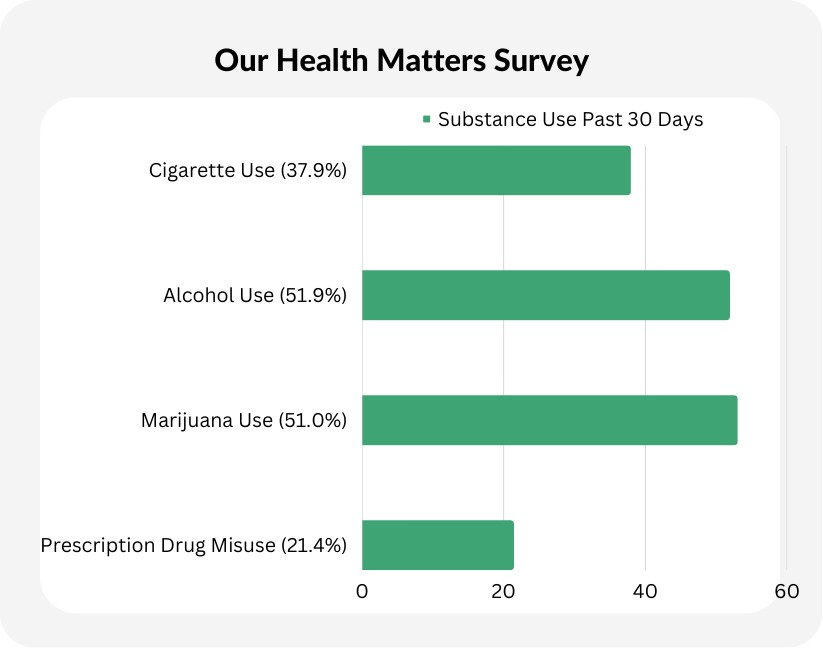 Our Health Matters Survey
Substance Use Past 30 Days
Cigarette Use (37.9%)
Alcohol Use (51.9%)
Marijuana Use (51.0%)
Prescription Drug Misuse (21.4%)
0 20 40 60